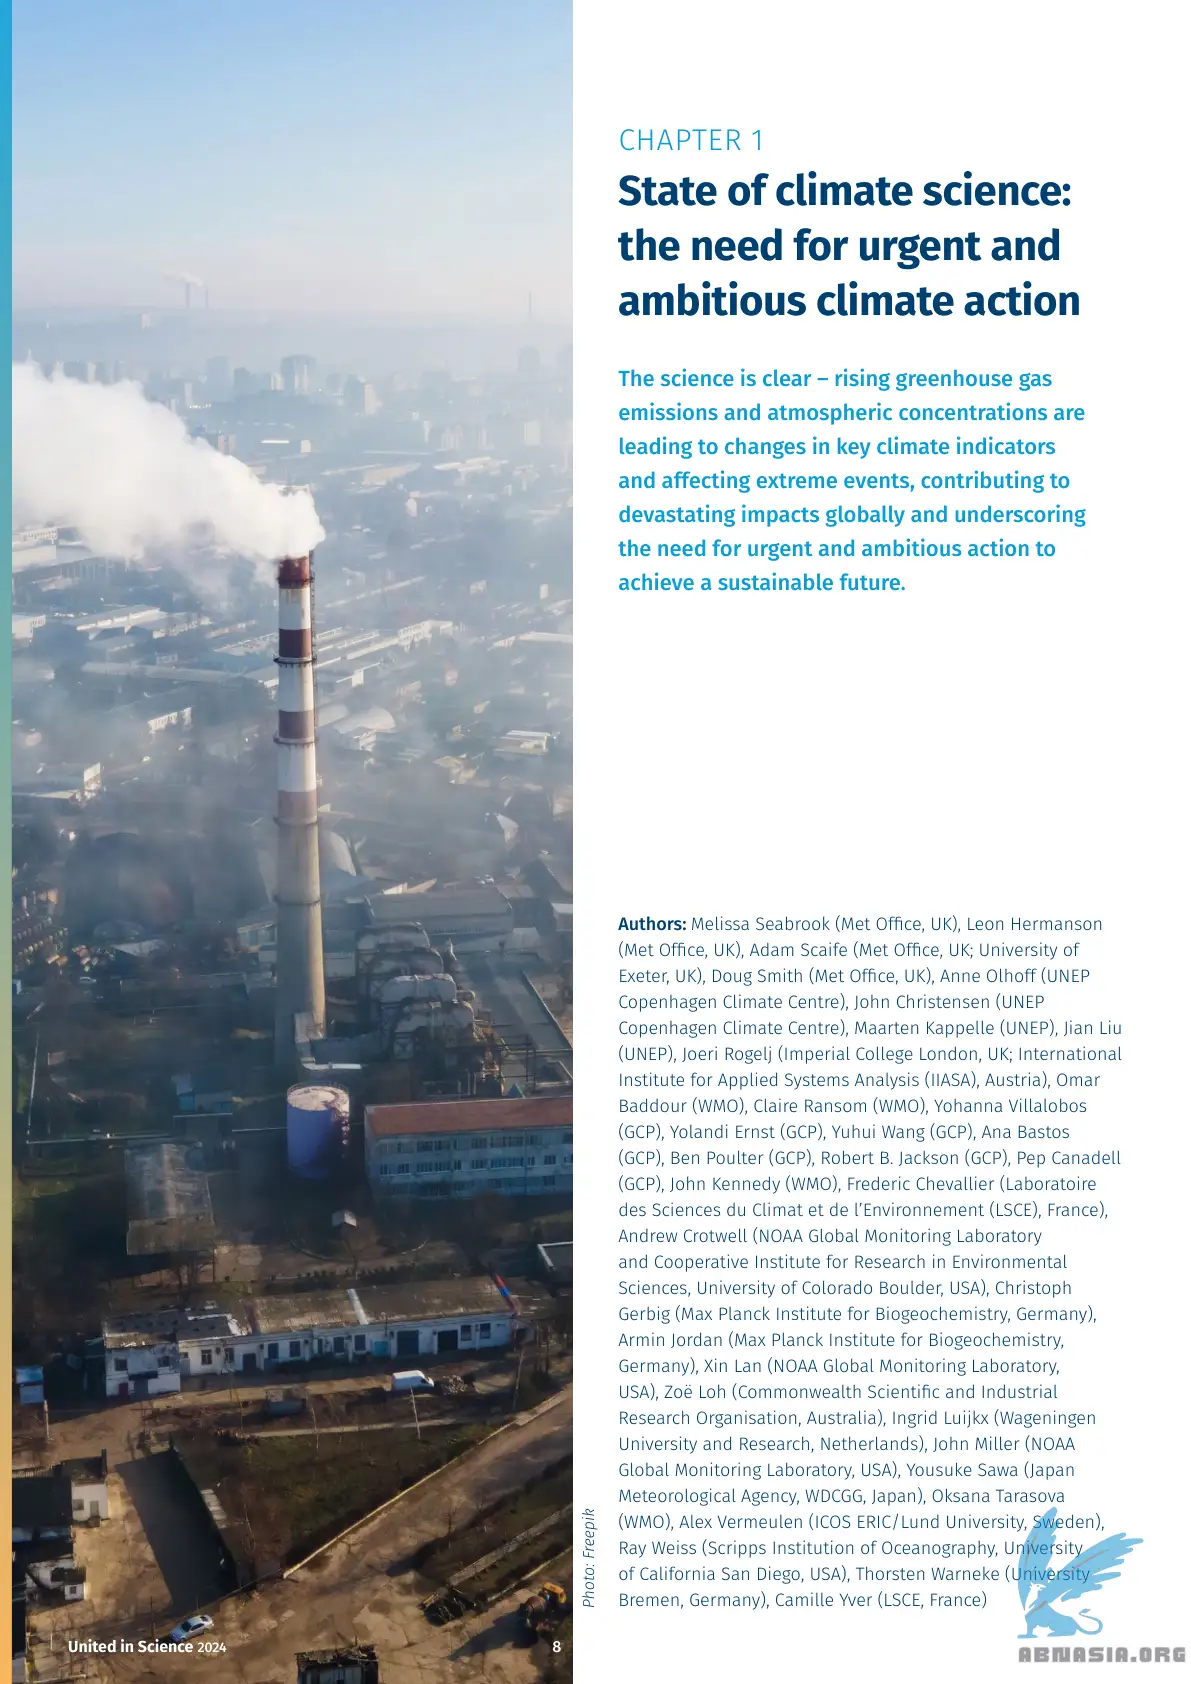 CHAPTER 1
State of climate science:
the need for urgent and
ambitious climate action
The science is clear – rising greenhouse gas
emissions and atmospheric concentrations are
leading to changes in key climate indicators
and affecting extreme events, contributing to
devastating impacts globally and underscoring
the need for urgent and ambitious action to
achieve a sustainable future.
Authors: Melissa Seabrook (Met Office, UK), Leon Hermanson
(Met Office, UK), Adam Scaife (Met Office, UK; University of
Exeter, UK), Doug Smith (Met Office, UK), Anne Olhoff (UNEP
Copenhagen Climate Centre), John Christensen (UNEP
Copenhagen Climate Centre), Maarten Kappelle (UNEP), Jian Liu
(UNEP), Joeri Rogelj (Imperial College London, UK; International
Institute for Applied Systems Analysis (IIASA), Austria), Omar
Baddour (WMO), Claire Ransom (WMO), Yohanna Villalobos
(GCP), Yolandi Ernst (GCP), Yuhui Wang (GCP), Ana Bastos
(GCP), Ben Poulter (GCP), Robert B. Jackson (GCP), Pep Canadell
(GCP), John Kennedy (WMO), Frederic Chevallier (Laboratoire
des Sciences du Climat et de l’Environnement (LSCE), France),
Andrew Crotwell (NOAA Global Monitoring Laboratory
and Cooperative Institute for Research in Environmental
Sciences, University of Colorado Boulder, USA), Christoph
Gerbig (Max Planck Institute for Biogeochemistry, Germany),
Armin Jordan (Max Planck Institute for Biogeochemistry,
Germany), Xin Lan (NOAA Global Monitoring Laboratory,
USA), Zoë Loh (Commonwealth Scientific and Industrial
Research Organisation, Australia), Ingrid Luijkx (Wageningen
University and Research, Netherlands), John Miller (NOAA
Global Monitoring Laboratory, USA), Yousuke Sawa (Japan
Meteorological Agency, WDCGG, Japan), Oksana Tarasova
(WMO), Alex Vermeulen (ICOS ERIC/Lund University, Sweden),
Ray Weiss (Scripps Institution of Oceanography, University
of California San Diego, USA), Thorsten Warneke (University
Bremen, Germany), Camille Yver (LSCE, France)
Photo: Freepik
United in Science 2024
8
ABNASIA.ORG